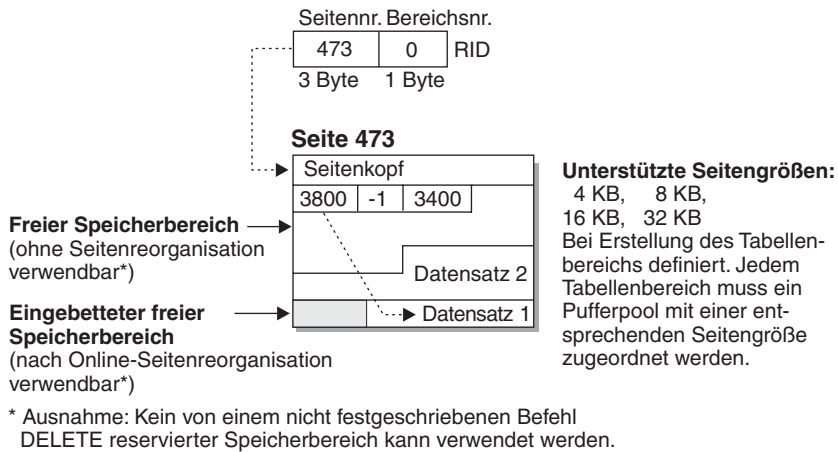 Seitennr. Bereichsnr.
473 0 RID
3 Byte 1 Byte
Seite 473
Seitenkopf
3800 -1 3400
Datensatz 2
Datensatz 1
Freier Speicherbereich
(ohne Seitenreorganisation
verwendbar*)
Eingebetteter freier
Speicherbereich
(nach Online-Seitenreorganisation
verwendbar*)
Unterstützte Seitengrößen:
4 KB, 8 KB,
16 KB, 32 KB
Bei Erstellung des Tabellen-
bereichs definiert. Jedem
Tabellenbereich muss ein
Pufferpool mit einer ent-
sprechenden Seitengröße
zugeordnet werden.
* Ausnahme: Kein von einem nicht festgeschriebenen Befehl
DELETE reservierter Speicherbereich kann verwendet werden.